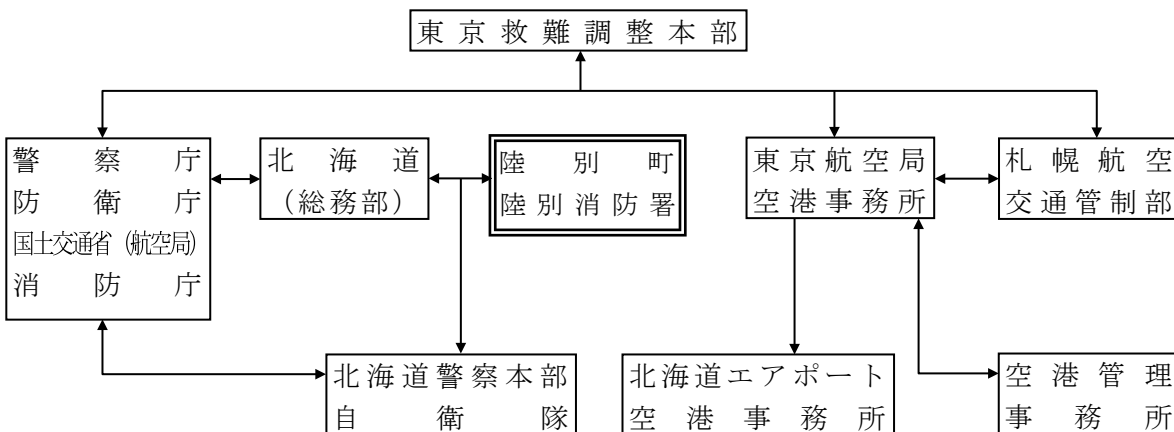 東京救難調整本部
警察庁
防衛庁
国土交通省(航空局)
消防庁
北海道
(総務部)
陸別町
陸別消防署
東京航空局
空港事務所
札幌航空
交通管制部
北海道警察本部
自衛隊
北海道エアポート
空港事務所
空港管理
事務所